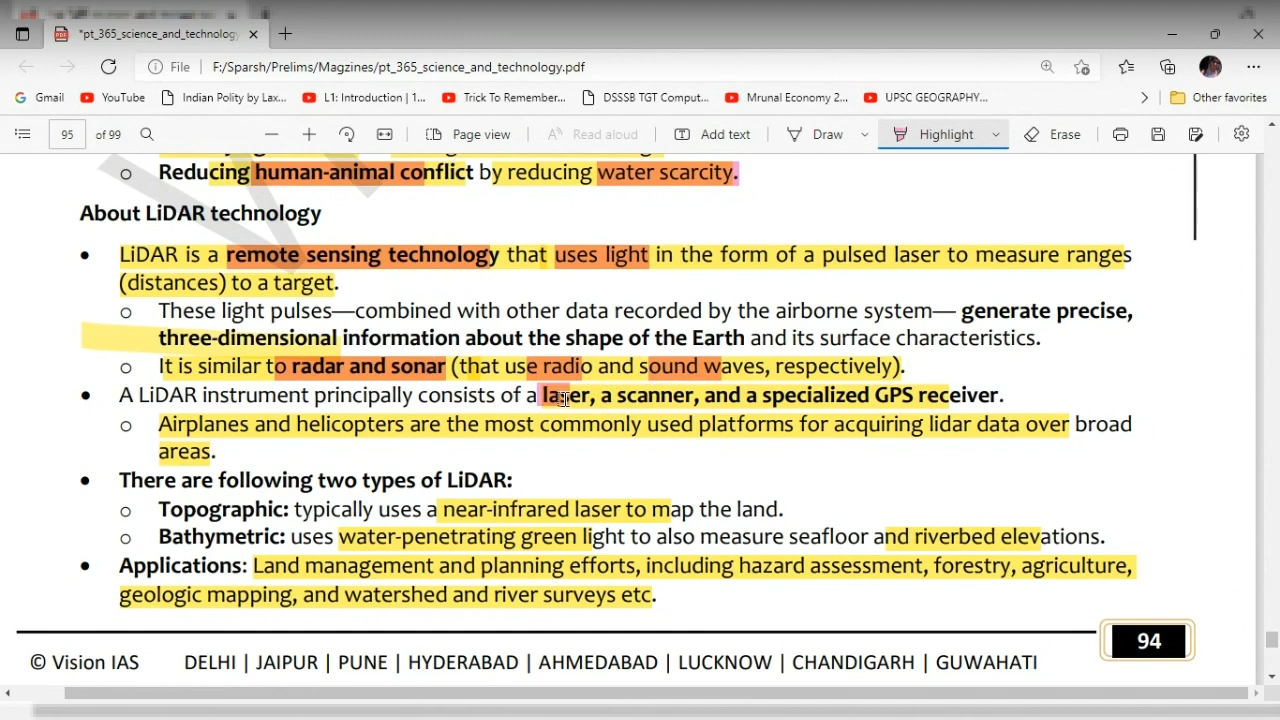 *pt_365_science_and_technology
File F:/Sparsh/Prelims/Magzines/pt_365_science_and_technology.pdf
Gmail YouTube Indian Polity by Lax... L1: Introduction | 1... Trick To Remember... DSSSB TGT Comput... Mrunal Economy 2... UPSC GEOGRAPHY... Other favorites
95 of 99 Page view Read aloud Add text Draw Highlight Erase
o Reducing human-animal conflict by reducing water scarcity.
About LiDAR technology
• LiDAR is a remote sensing technology that uses light in the form of a pulsed laser to measure ranges
(distances) to a target.
o These light pulses—combined with other data recorded by the airborne system— generate precise,
three-dimensional information about the shape of the Earth and its surface characteristics.
o It is similar to radar and sonar (that use radio and sound waves, respectively).
• A LiDAR instrument principally consists of a laser, a scanner, and a specialized GPS receiver.
o Airplanes and helicopters are the most commonly used platforms for acquiring lidar data over broad
areas.
• There are following two types of LiDAR:
o Topographic: typically uses a near-infrared laser to map the land.
o Bathymetric: uses water-penetrating green light to also measure seafloor and riverbed elevations.
• Applications: Land management and planning efforts, including hazard assessment, forestry, agriculture,
geologic mapping, and watershed and river surveys etc.
94
© Vision IAS DELHI | JAIPUR | PUNE | HYDERABAD | AHMEDABAD | LUCKNOW | CHANDIGARH | GUWAHATI